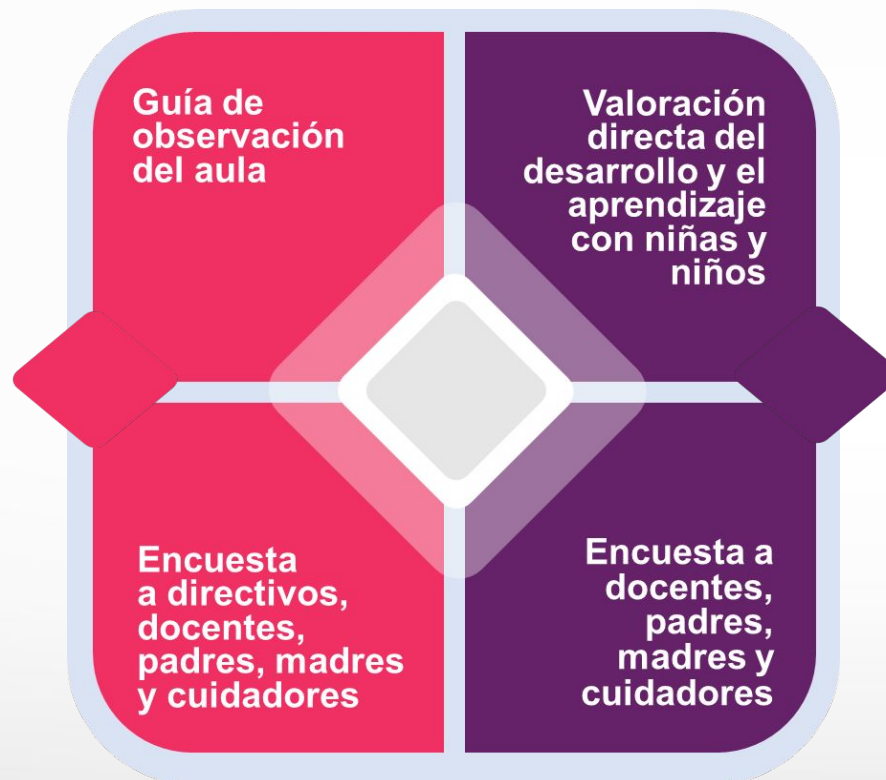 Guía de
observación
del aula
Valoración
directa del
desarrollo y el
aprendizaje
con niñas y
niños
Encuesta
a directivos,
docentes,
padres, madres
y cuidadores
Encuesta a
docentes,
padres,
madres y
cuidadores